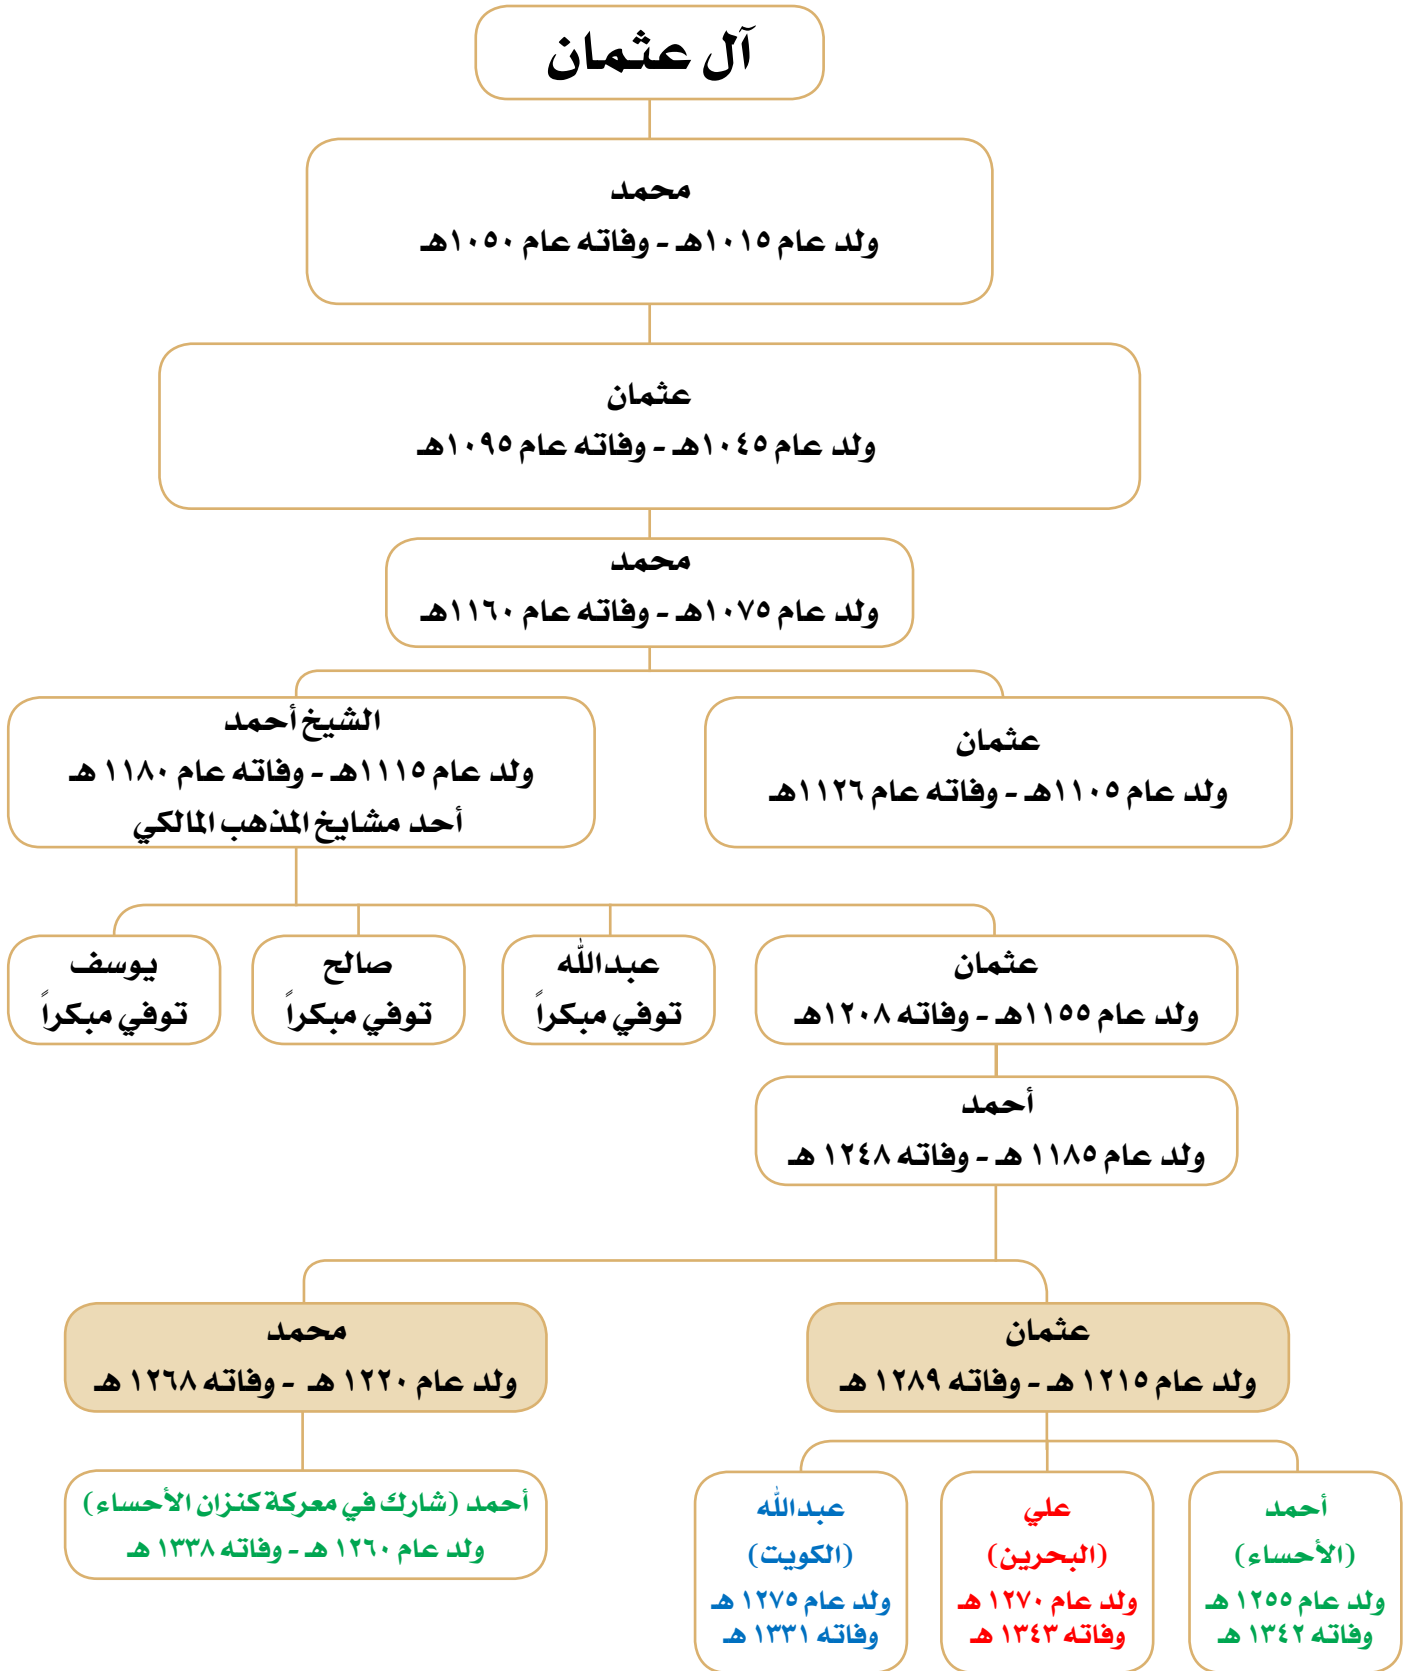 آل عثمان
محمد
ولد عام ١٠١٥هـ - وفاته عام ١٠٥٠هـ
عثمان
ولد عام ١٠٤٥هـ - وفاته عام ١٠٩٥هـ
محمد
ولد عام ١٠٧٥هـ - وفاته عام ١١٦٠هـ
عثمان
ولد عام ١١٠٥هـ - وفاته عام ١١٢٦هـ
الشيخ أحمد
ولد عام ١١١٥هـ - وفاته عام ١١٨٠ هـ
أحد مشايخ المذهب المالكي
عثمان
ولد عام ١١٥٥هـ - وفاته ١٢٠٨هـ
عبدالله
توفي مبكراً
صالح
توفي مبكراً
يوسف
توفي مبكراً
أحمد
ولد عام ١١٨٥ هـ - وفاته ١٢٤٨ هـ
عثمان
ولد عام ١٢١٥ هـ - وفاته ١٢٨٩ هـ
محمد
ولد عام ١٢٢٠ هـ - وفاته ١٢٦٨ هـ
أحمد
(الأحساء)
ولد عام ١٢٥٥ هـ
وفاته ١٣٤٢ هـ
علي
(البحرين)
ولد عام ١٢٧٠ هـ
وفاته ١٣٤٣ هـ
عبدالله
(الكويت)
ولد عام ١٢٧٥ هـ
وفاته ١٣٣١ هـ
أحمد (شارك في معركة كنزان الأحساء)
ولد عام ١٢٦٠ هـ - وفاته ١٣٣٨ هـ